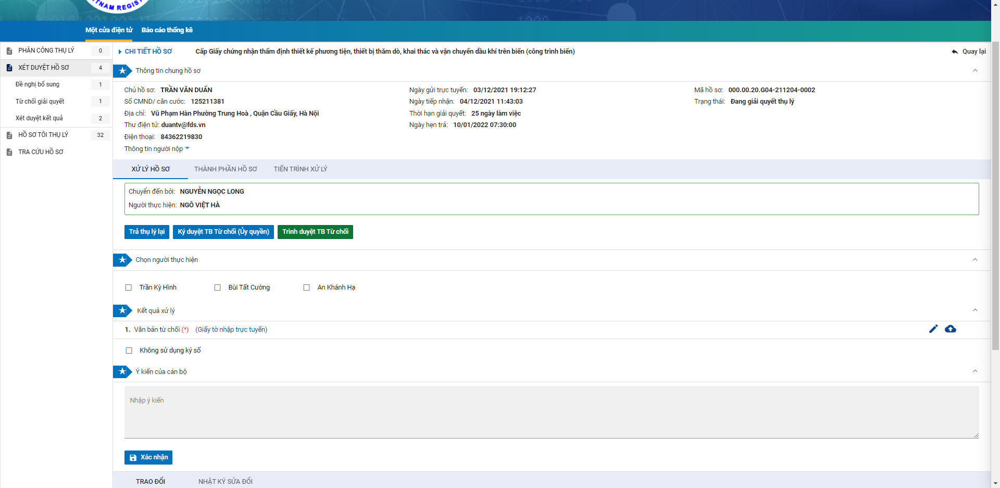 TNAM REGIST
Một cửa điện tử
Báo cáo thống kê
PHÂN CÔNG THỤ LÝ 0
XÉT DUYỆT HỒ SƠ 4
Đề nghị bổ sung 1
Từ chối giải quyết 1
Xét duyệt kết quả 2
HỒ SƠ TÔI THỤ LÝ 32
TRA CỨU HỒ SƠ
CHI TIẾT HỒ SƠ
Cấp Giấy chứng nhận thẩm định thiết kế phương tiện, thiết bị thăm dò, khai thác và vận chuyển dầu khí trên biển (công trình biển)
Quay lại
Thông tin chung hồ sơ
Chủ hồ sơ: TRẦN VĂN DUẨN
Số CMND/ căn cước: 125211381
Địa chỉ: Vũ Phạm Hàn Phường Trung Hoà , Quận Cầu Giấy, Hà Nội
Thư điện tử: duantv@fds.vn
Điện thoại: 84362219830
Thông tin người nộp
Ngày gửi trực tuyến: 03/12/2021 19:12:27
Ngày tiếp nhận: 04/12/2021 11:43:03
Thời hạn giải quyết: 25 ngày làm việc
Ngày hẹn trả: 10/01/2022 07:30:00
Mã hồ sơ: 000.00.20.G04-211204-0002
Trạng thái: Đang giải quyết thụ lý
XỬ LÝ HỒ SƠ
THÀNH PHẦN HỒ SƠ
TIẾN TRÌNH XỬ LÝ
Chuyển đến bởi: NGUYỄN NGỌC LONG
Người thực hiện: NGÔ VIỆT HÀ
Trả thụ lý lại
Ký duyệt TB Từ chối (Ủy quyền)
Trình duyệt TB Từ chối
Chọn người thực hiện
Trần Kỳ Hình
Bùi Tất Cường
An Khánh Hạ
Kết quả xử lý
1. Văn bản từ chối (*) (Giấy tờ nhập trực tuyến)
Không sử dụng ký số
Ý kiến của cán bộ
Nhập ý kiến
Xác nhận
TRAO ĐỔI
NHẬT KÝ SỬA ĐỔI